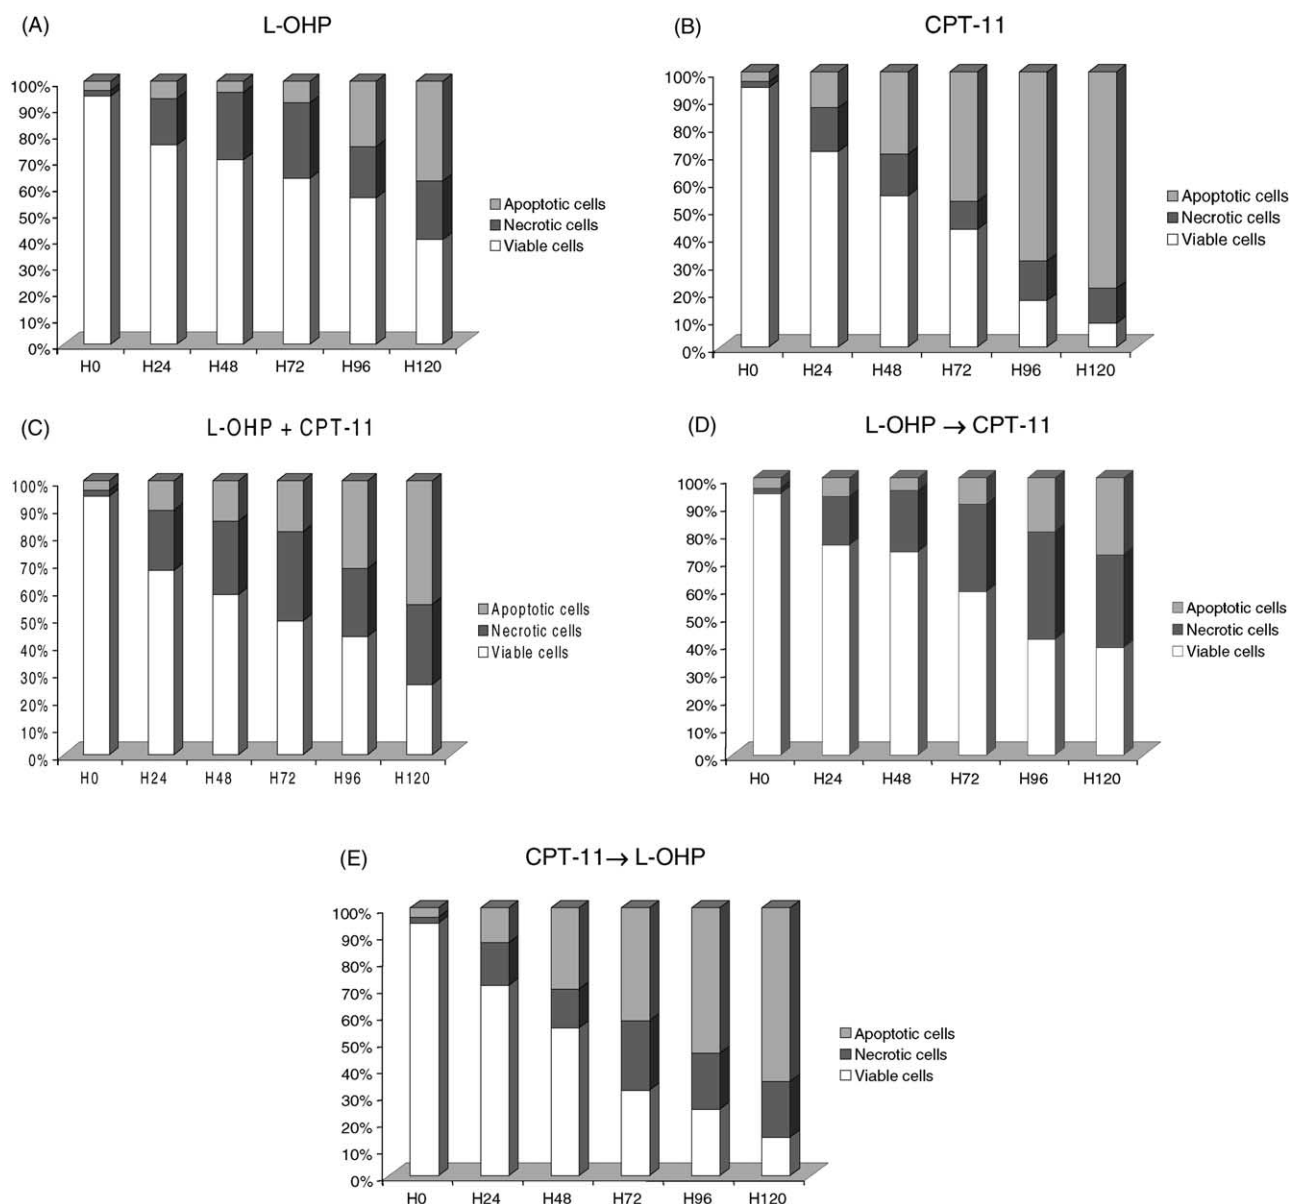 (A)
L-OHP
100%
90%
80%
70%
60%
50%
40%
30%
20%
10%
0%
H0 H24 H48 H72 H96 H120
Apoptotic cells
Necrotic cells
Viable cells
(B)
CPT-11
100%
90%
80%
70%
60%
50%
40%
30%
20%
10%
0%
H0 H24 H48 H72 H96 H120
Apoptotic cells
Necrotic cells
Viable cells
(C)
L-OHP + CPT-11
100%
90%
80%
70%
60%
50%
40%
30%
20%
10%
0%
H0 H24 H48 H72 H96 H120
Apoptotic cells
Necrotic cells
Viable cells
(D)
L-OHP → CPT-11
100%
90%
80%
70%
60%
50%
40%
30%
20%
10%
0%
H0 H24 H48 H72 H96 H120
Apoptotic cells
Necrotic cells
Viable cells
(E)
CPT-11→ L-OHP
100%
90%
80%
70%
60%
50%
40%
30%
20%
10%
0%
H0 H24 H48 H72 H96 H120
Apoptotic cells
Necrotic cells
Viable cells